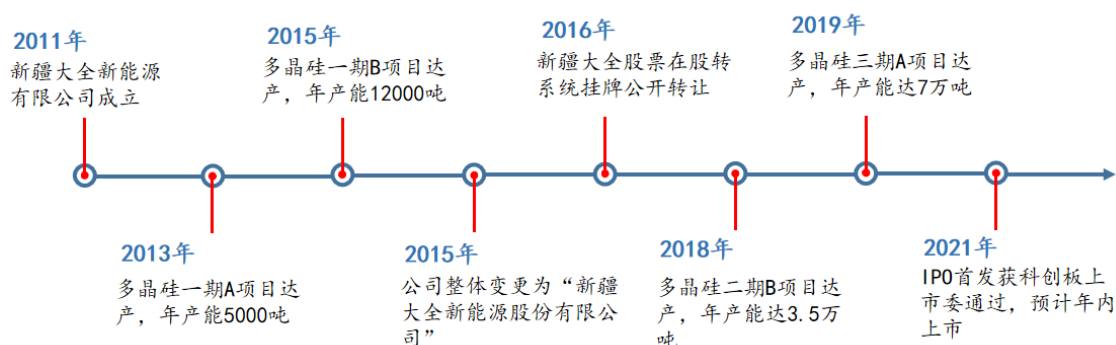 2011年
新疆大全新能源
有限公司成立
2013年
多晶硅一期A项目达
产，年产能5000吨
2015年
多晶硅一期B项目达
产，年产能12000吨
2015年
公司整体变更为“新疆
大全新能源股份有限公
司”
2016年
新疆大全股票在股转
系统挂牌公开转让
2018年
多晶硅二期B项目达
产，年产能达3.5万
吨
2019年
多晶硅三期A项目达
产，年产能达7万吨
2021年
IPO首发获科创板上
市委通过，预计年内
上市